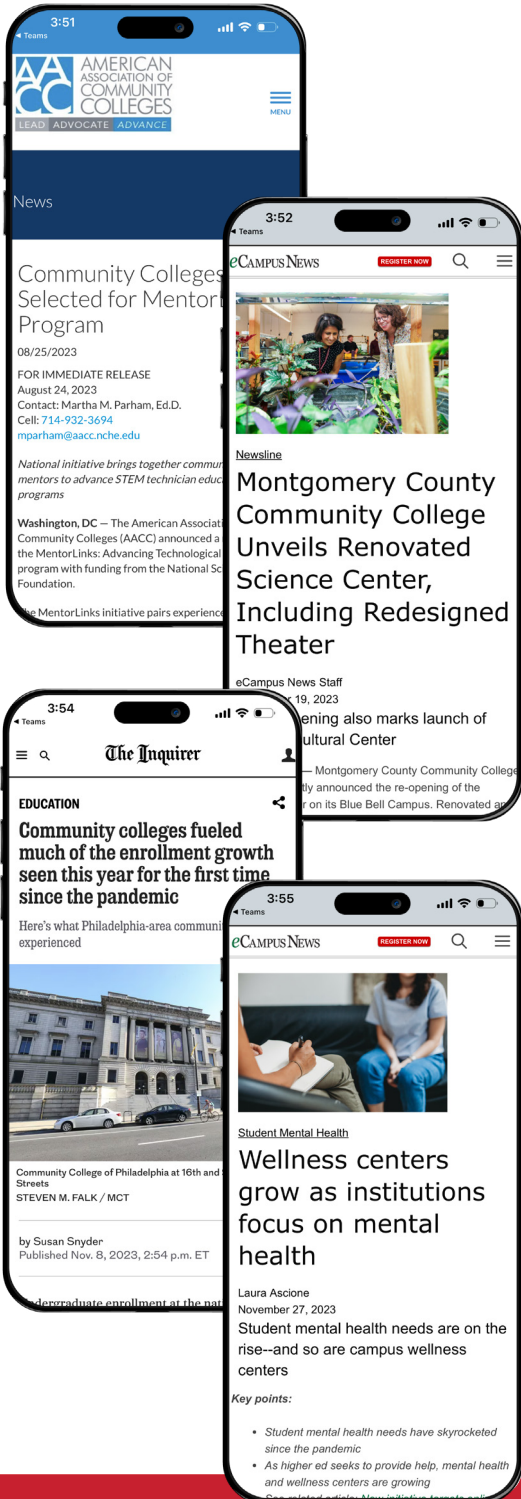 3:51
Teams
AACC
AMERICAN
ASSOCIATION OF
COMMUNITY
COLLEGES
LEAD ADVOCATE ADVANCE
MENU
News
Community Colleges
Selected for
Program
08/25/2023
FOR IMMEDIATE RELEASE
August 24, 2023
Contact: Martha M. Parham, Ed.D.
Cell: 714-932-3694
mparham@aacc.nche.edu
National initiative brings together
mentors to advance STEM technician
programs
Washington, DC — The American
Community Colleges (AACC) announced a
the MentorLinks: Advancing Technological
program with funding from the National
Foundation.
The MentorLinks initiative pairs
3:52
Teams
eCampus News
REGISTER NOW
Newsline
Montgomery County
Community College
Unveils Renovated
Science Center,
Including Redesigned
Theater
eCampus News Staff
19, 2023
also marks launch of
Center
— Montgomery County Community College
announced the re-opening of the
on its Blue Bell Campus. Renovated
3:54
Teams
The Inquirer
EDUCATION
Community colleges fueled
much of the enrollment growth
seen this year for the first time
since the pandemic
Here's what Philadelphia-area
experienced
Community College of Philadelphia at 16th and
Streets
STEVEN M. FALK / MCT
by Susan Snyder
Published Nov. 8, 2023, 2:54 p.m. ET
Undergraduate enrollment at the
3:55
Teams
eCampus News
REGISTER NOW
Student Mental Health
Wellness centers
grow as institutions
focus on mental
health
Laura Ascione
November 27, 2023
Student mental health needs are on the
rise--and so are campus wellness
centers
Key points:
• Student mental health needs have skyrocketed
since the pandemic
• As higher ed seeks to provide help, mental health
and wellness centers are growing